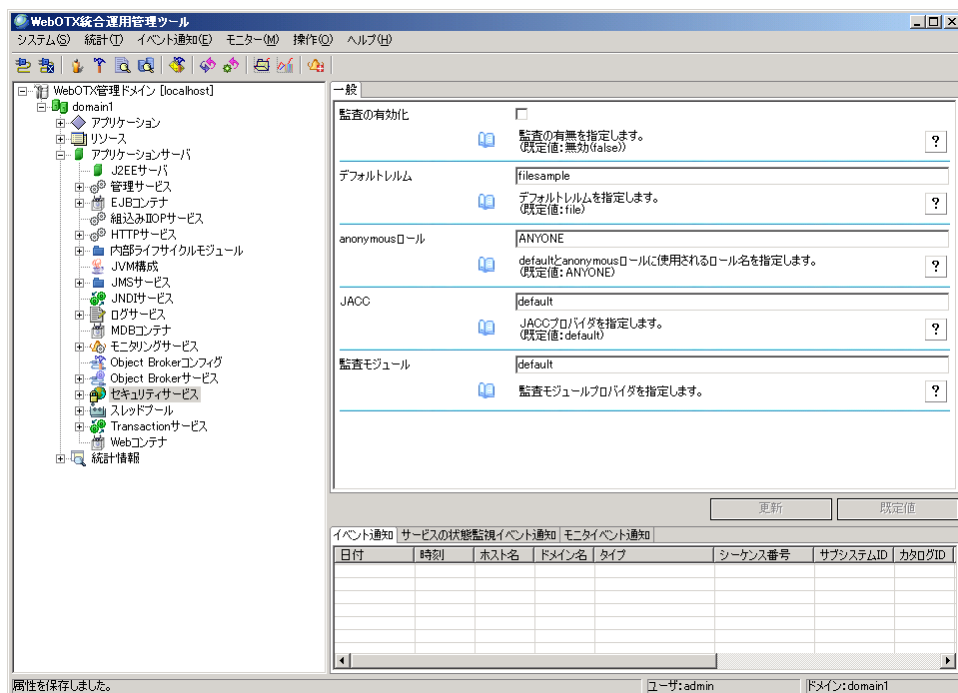 WebOTX統合運用管理ツール
システム(S) 統計(T) イベント通知(E) モニター(M) 操作(O) ヘルプ(H)
WebOTX管理ドメイン [localhost]
domain1
アプリケーション
リソース
アプリケーションサーバ
J2EEサーバ
管理サービス
EJBコンテナ
組込みIIOPサービス
HTTPサービス
内部ライフサイクルモジュール
JVM構成
JMSサービス
JNDIサービス
ログサービス
MDBコンテナ
モニタリングサービス
Object Brokerコンフィグ
Object Brokerサービス
セキュリティサービス
スレッドプール
Transactionサービス
Webコンテナ
統計情報
一般
監査の有効化
監査の有無を指定します。
(既定値:無効(false))
?
デフォルトレルム
filesample
デフォルトレルムを指定します。
(既定値:file)
?
anonymousロール
ANYONE
defaultとanonymousロールに使用されるロール名を指定します。
(既定値:ANYONE)
?
JACC
default
JACCプロバイダを指定します。
(既定値:default)
?
監査モジュール
default
監査モジュールプロバイダを指定します。
?
更新 既定値
イベント通知 サービスの状態監視イベント通知 モニタイベント通知
日付 時刻 ホスト名 ドメイン名 タイプ シーケンス番号 サブシステムID カタログID
属性を保存しました。 ユーザ:admin ドメイン:domain1